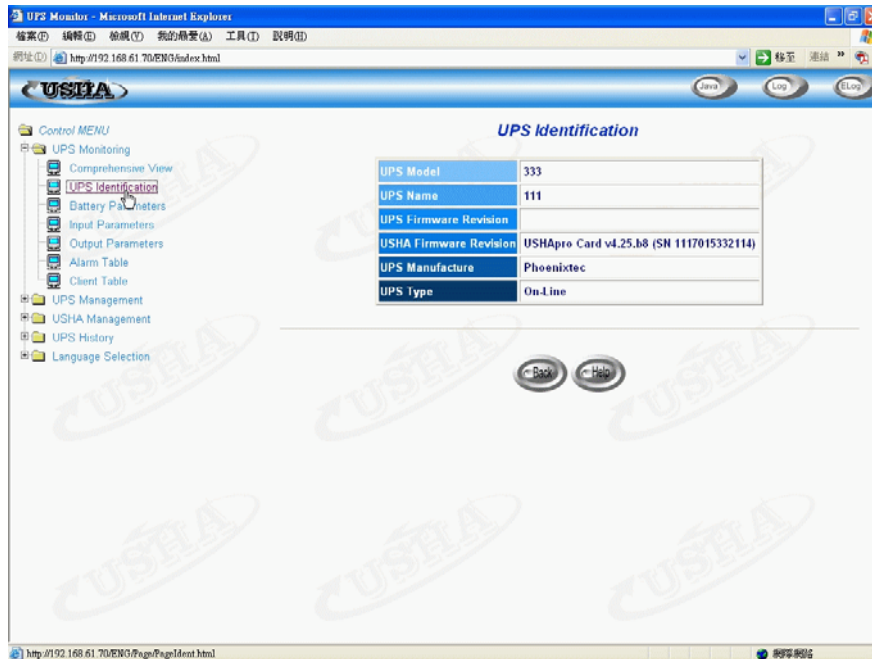 UPS Monitor - Microsoft Internet Explorer
檔案(F) 編輯(E) 檢視(V) 我的最愛(A) 工具(T) 說明(H)
網址(D) http://192.168.61.70/ENG/index.html 移至 連結 »
USHA Java Log ELog
Control MENU
UPS Monitoring
Comprehensive View
UPS Identification
Battery Parameters
Input Parameters
Output Parameters
Alarm Table
Client Table
UPS Management
USHA Management
UPS History
Language Selection
UPS Identification
UPS Model 333
UPS Name 111
UPS Firmware Revision
USHA Firmware Revision USHApro Card v4.25.b8 (SN 1117015332114)
UPS Manufacture Phoenixtec
UPS Type On-Line
Back Help
http://192.168.61.70/ENG/Page/PageIdent.html 網際網路